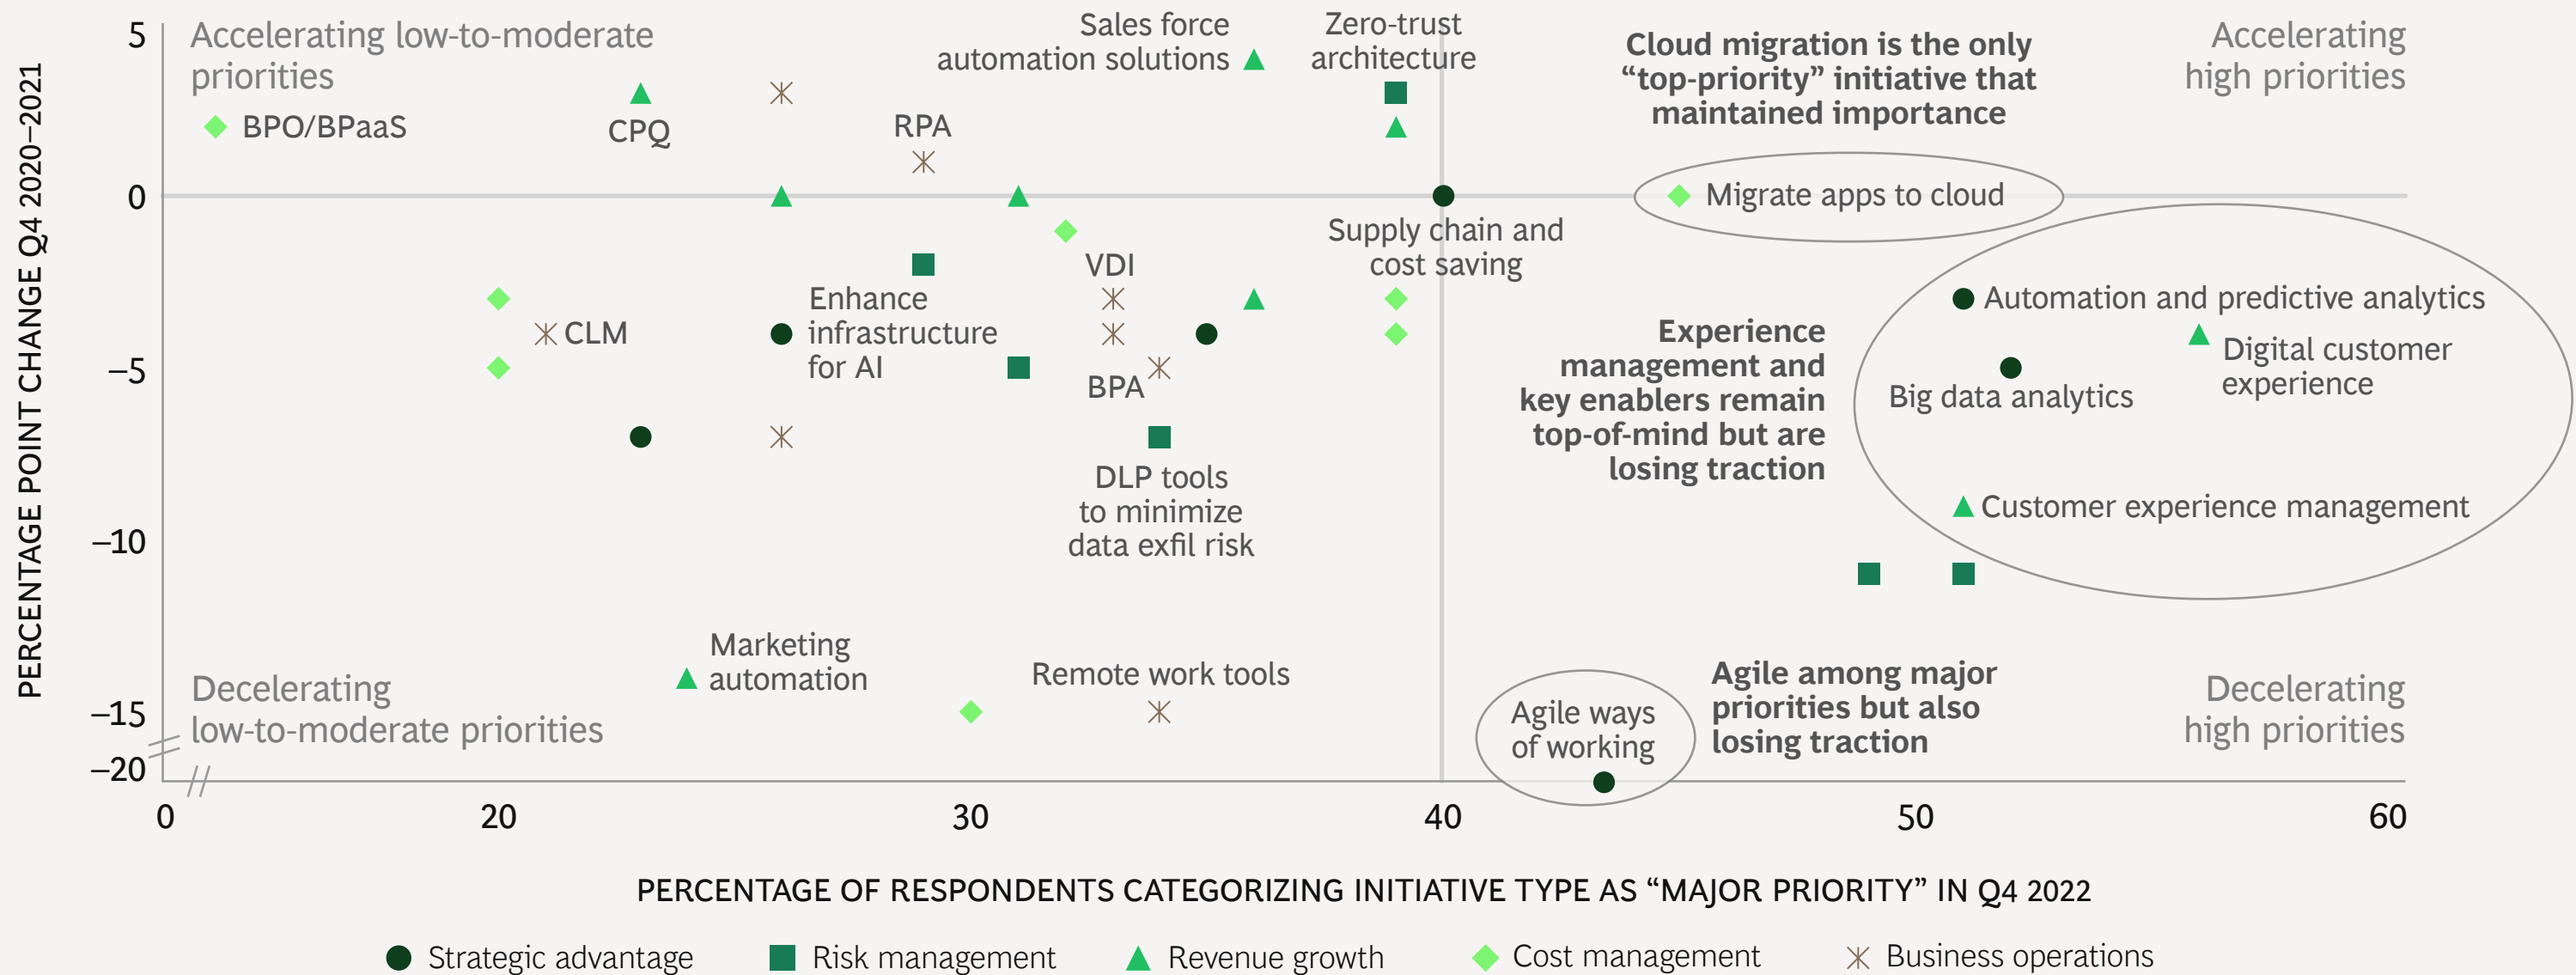 PERCENTAGE POINT CHANGE Q4 2020–2021
5
0
–5
–10
–15
–20
Accelerating low-to-moderate
priorities
Accelerating
high priorities
Sales force
automation solutions
Zero-trust
architecture
Cloud migration is the only
“top-priority” initiative that
maintained importance
BPO/BPaaS
CPQ
RPA
Migrate apps to cloud
Supply chain and
cost saving
VDI
Enhance
infrastructure
for AI
CLM
BPA
Automation and predictive analytics
Digital customer
experience
Big data analytics
Experience
management and
key enablers remain
top-of-mind but are
losing traction
Customer experience management
DLP tools
to minimize
data exfil risk
Marketing
automation
Remote work tools
Decelerating
low-to-moderate priorities
Agile ways
of working
Agile among major
priorities but also
losing traction
Decelerating
high priorities
0
20
30
40
50
60
PERCENTAGE OF RESPONDENTS CATEGORIZING INITIATIVE TYPE AS “MAJOR PRIORITY” IN Q4 2022
Strategic advantage
Risk management
Revenue growth
Cost management
Business operations